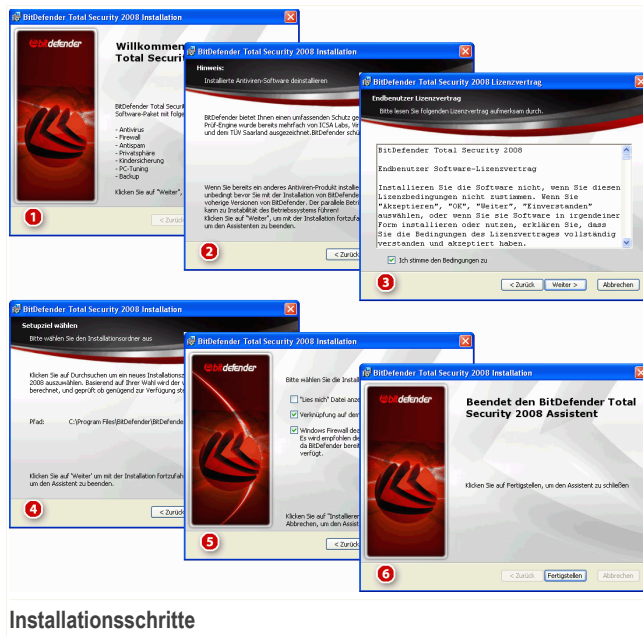 BitDefender Total Security 2008 Installation
bitdefender
Willkommen
Total Securi
BitDefender Total Securit
Software-Paket mit folge
- Antivirus
- Firewall
- Antispam
- Privatsphäre
- Kindersicherung
- PC-Tuning
- Backup
Klicken Sie auf "Weiter",
< Zurück
1
BitDefender Total Security 2008 Installation
Hinweis:
Installierte Antiviren-Software deinstallieren
BitDefender bietet Ihnen einen umfassenden Schutz ge
Prüf-Engine wurde bereits mehrfach von ICSA Labs, Vir
und dem TÜV Saarland ausgezeichnet.BitDefender schü
Wenn Sie bereits ein anderes Antiviren-Produkt installie
unbedingt bevor Sie mit der Installation von BitDefende
vorherige Versionen von BitDefender. Der parallele Betri
kann zu Instabilität des Betriebssystems führen!
Klicken Sie auf "Weiter", um mit der Installation fortzufa
um den Assistenten zu beenden.
< Zurück
2
BitDefender Total Security 2008 Lizenzvertrag
Endbenutzer Lizenzvertrag
Bitte lesen Sie folgenden Lizenzvertrag aufmerksam durch.
BitDefender Total Security 2008
Endbenutzer Software-Lizenzvertrag
Installieren Sie die Software nicht, wenn Sie diesen
Lizenzbedingungen nicht zustimmen. Wenn Sie
"Akzeptieren", "OK", "Weiter", "Einverstanden"
auswählen, oder wenn Sie sie Software in irgendeiner
Form installieren oder nutzen, erklären Sie, dass
Sie die Bedingungen des Lizenzvertrages vollständig
verstanden und akzeptiert haben.
Ich stimme den Bedingungen zu
< Zurück Weiter > Abbrechen
3
BitDefender Total Security 2008 Installation
Setupziel wählen
Bitte wählen Sie den Installationsordner aus
Klicken Sie auf Durchsuchen um ein neues Installationsz
2008 auszuwählen. Basierend auf Ihrer Wahl wird der v
berechnet, und geprüft ob genügend zur Verfügung ste
Pfad: C:\Program Files\BitDefender\BitDefende
Klicken Sie auf 'Weiter' um mit der Installation fortzufah
um den Assistent zu beenden.
< Zurück
4
BitDefender Total Security 2008 Installation
bitdefender
Bitte wählen Sie die Install
"Lies mich" Datei anze
Verknüpfung auf dem
Windows Firewall dea
Es wird empfohlen die
da BitDefender bereit
verfügt.
Klicken Sie auf "Installieren
Abbrechen, um den Assist
< Zurück
5
BitDefender Total Security 2008 Installation
bitdefender
Beendet den BitDefender Total
Security 2008 Assistent
Klicken Sie auf Fertigstellen, um den Assistent zu schließen
< Zurück Fertigstellen Abbrechen
6
Installationsschritte